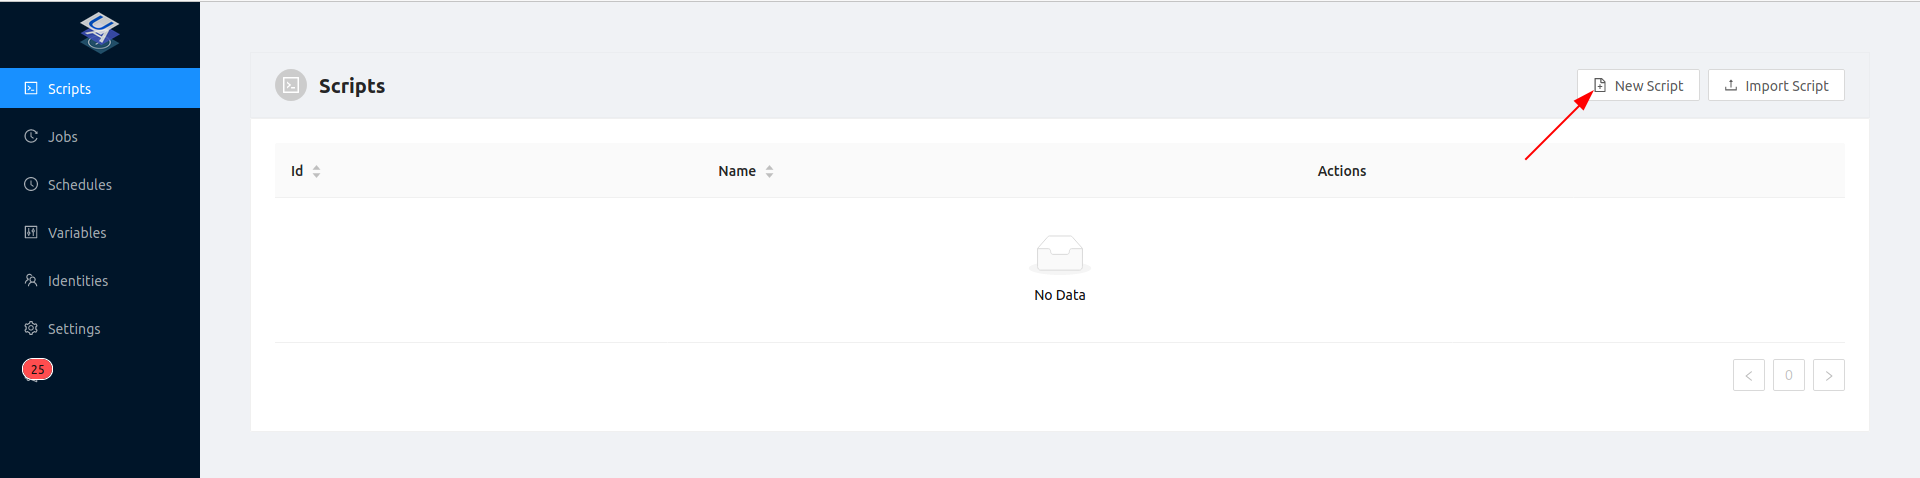 Scripts
Jobs
Schedules
Variables
Identities
Settings
25
Scripts
New Script
Import Script
Id Name Actions
No Data
< 0 >